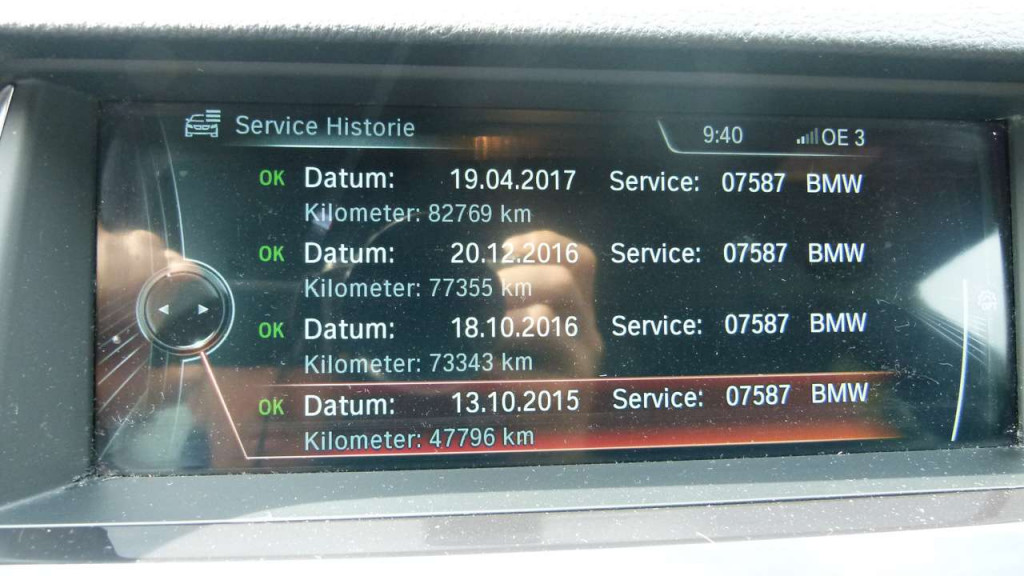 Service Historie 9:40 OE 3
OK Datum: 19.04.2017 Service: 07587 BMW
Kilometer: 82769 km
OK Datum: 20.12.2016 Service: 07587 BMW
Kilometer: 77355 km
OK Datum: 18.10.2016 Service: 07587 BMW
Kilometer: 73343 km
OK Datum: 13.10.2015 Service: 07587 BMW
Kilometer: 47796 km